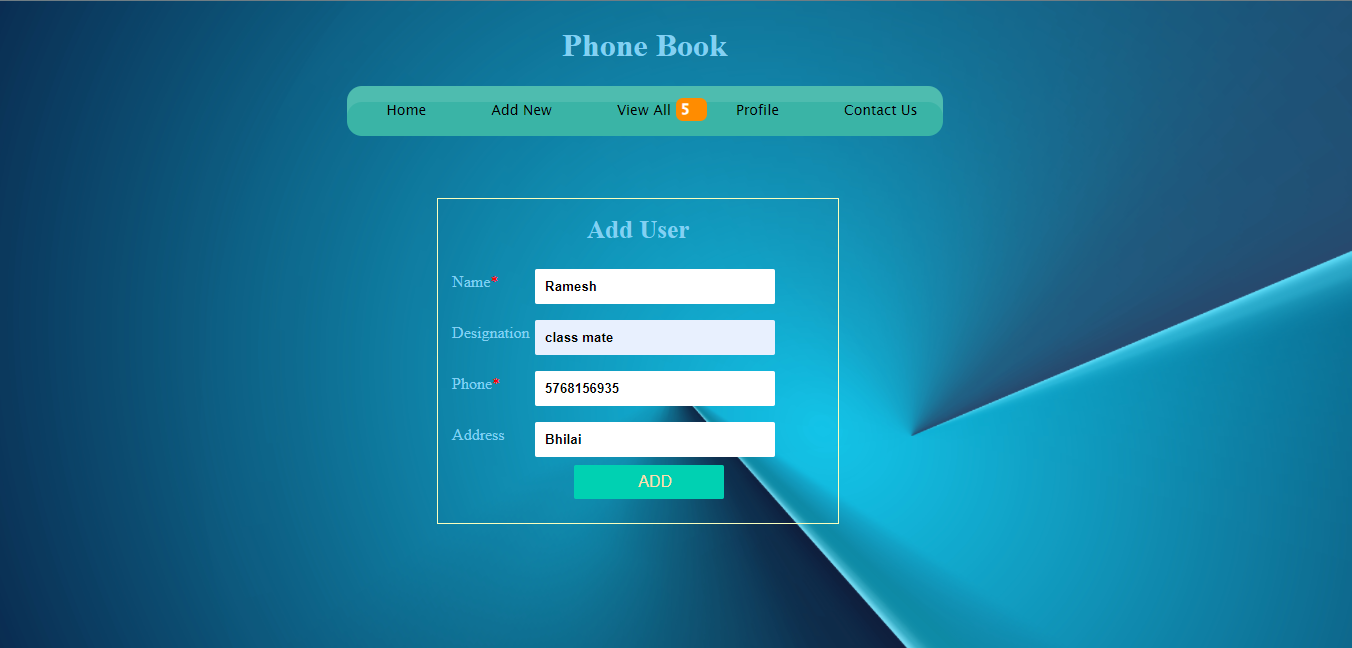 Phone Book
Home Add New View All 5 Profile Contact Us
Add User
Name* Ramesh
Designation class mate
Phone* 5768156935
Address Bhilai
ADD